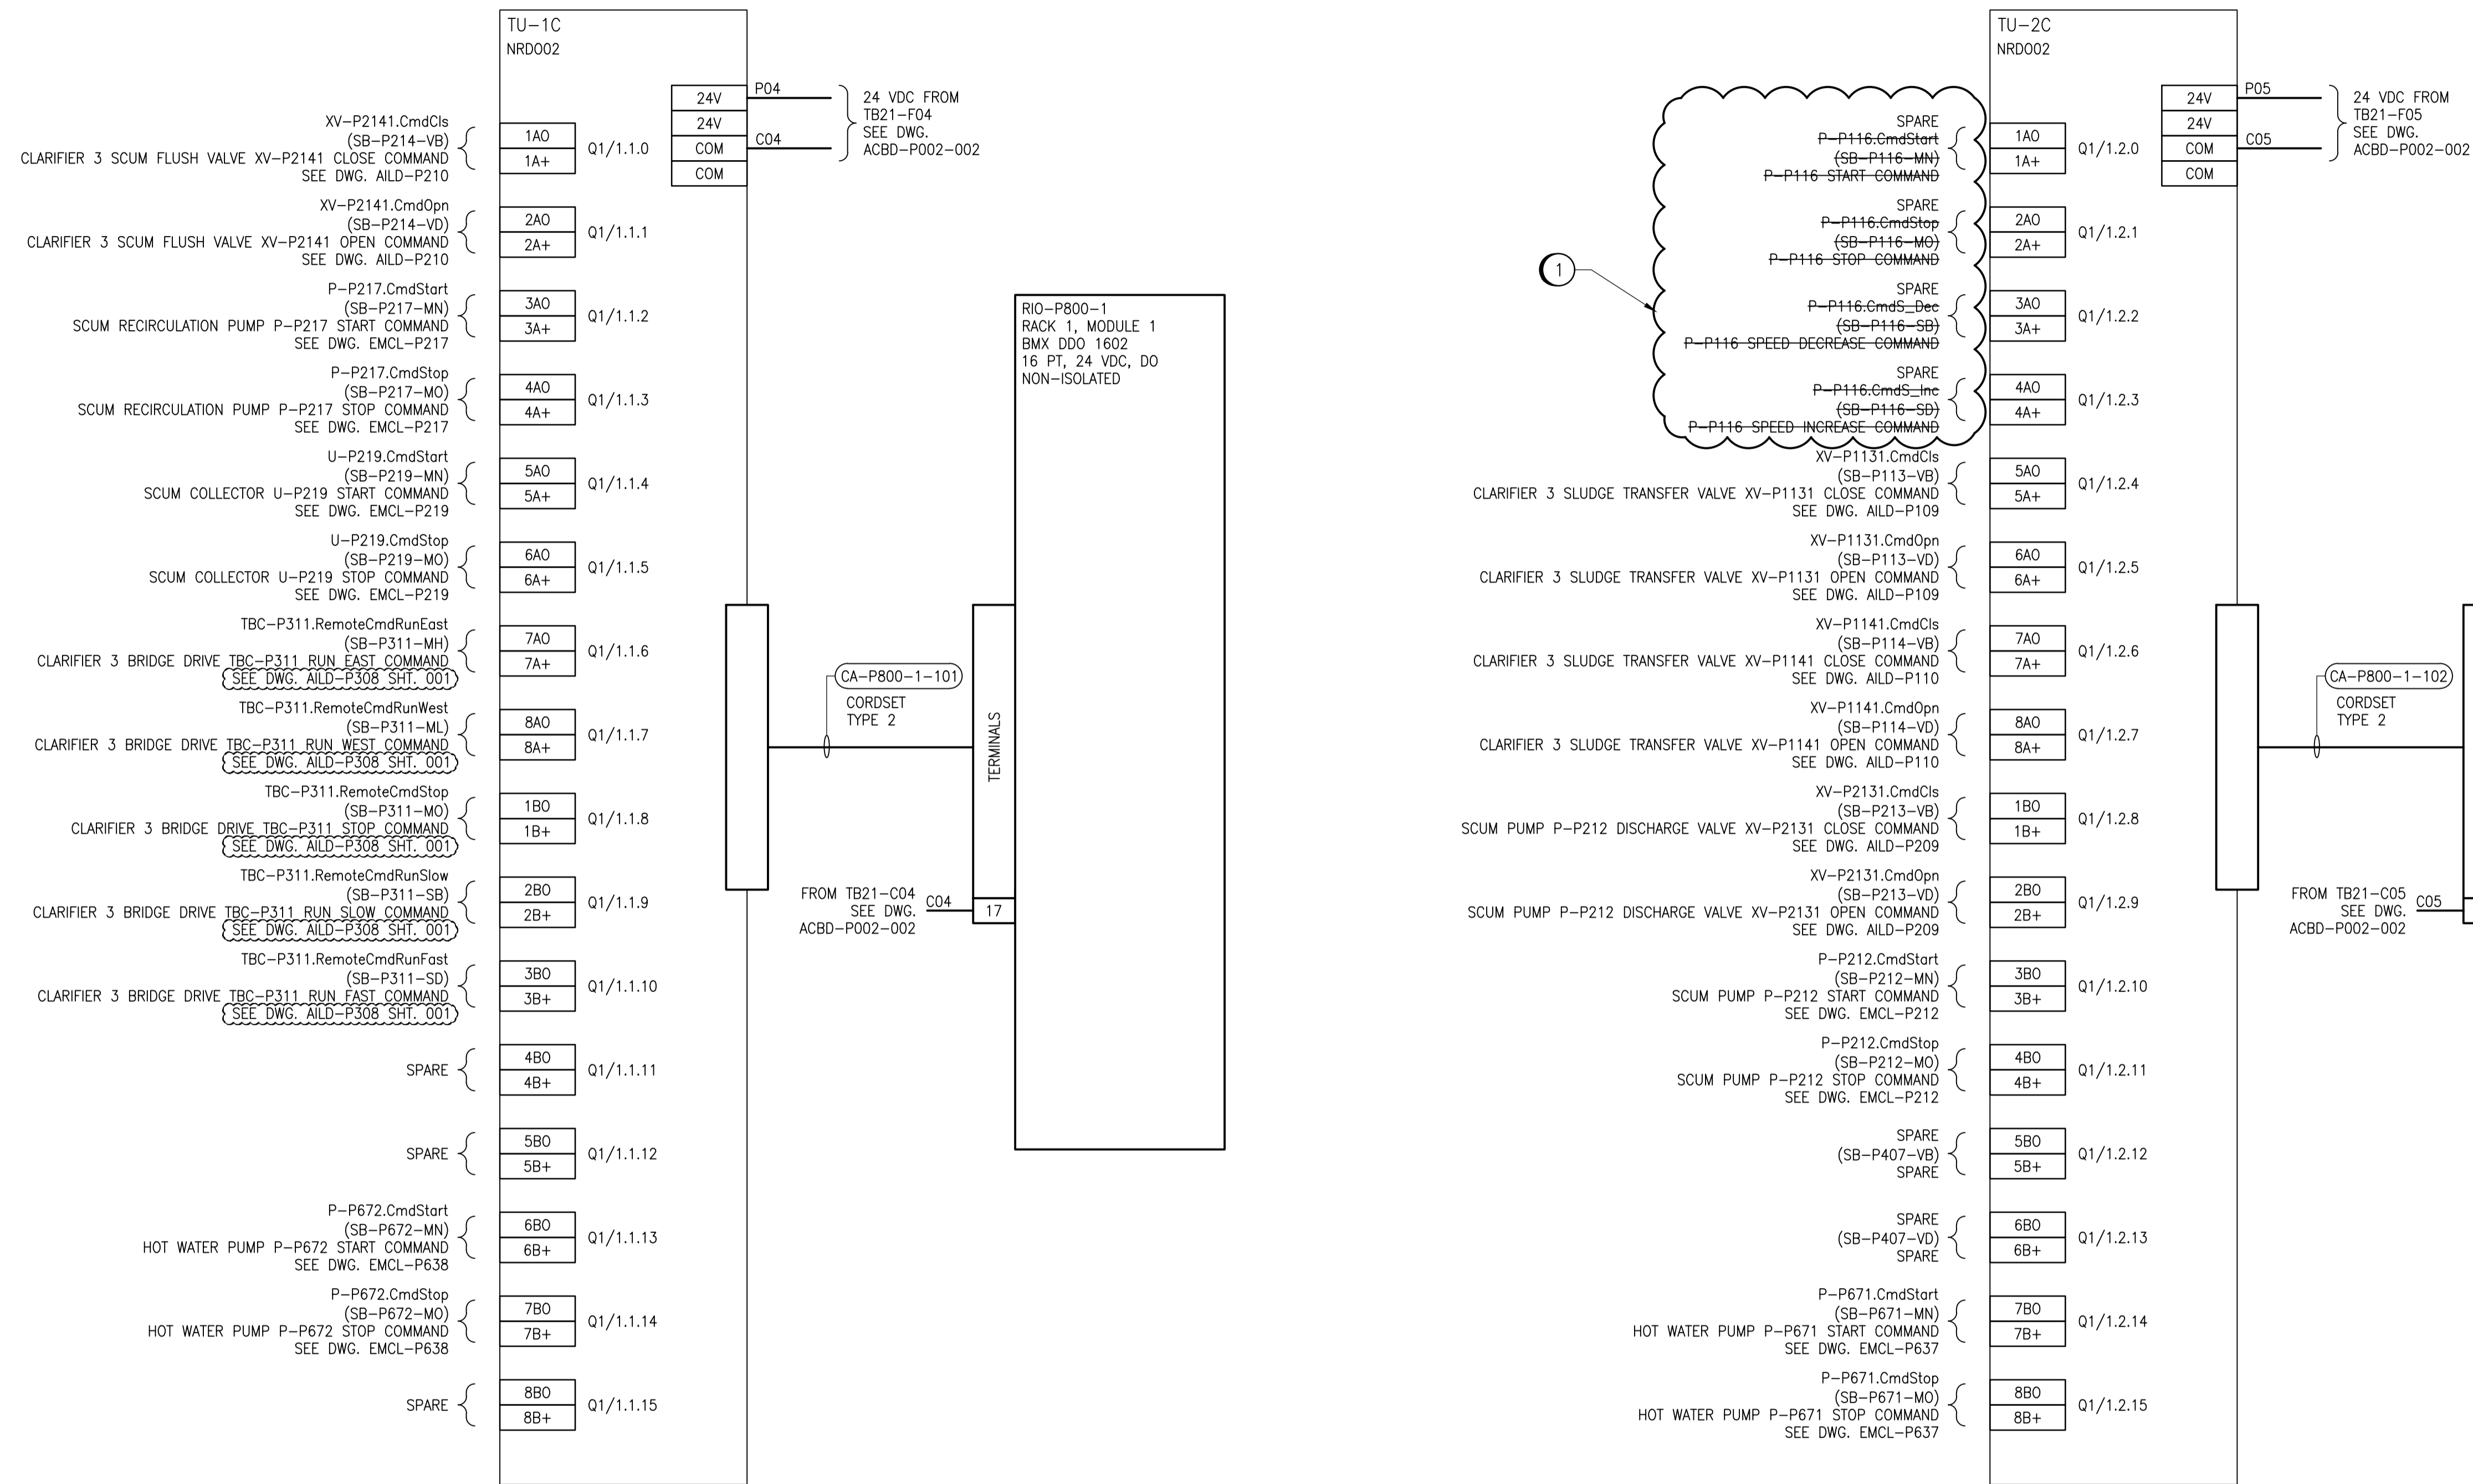 TU-1C
NRDO02
24V
24V
COM
COM
P04
C04
24 VDC FROM
TB21-F04
SEE DWG.
ACBD-P002-002
XV-P2141.CmdCls
(SB-P214-VB)
CLARIFIER 3 SCUM FLUSH VALVE XV-P2141 CLOSE COMMAND
SEE DWG. AILD-P210
1AO
1A+
Q1/1.1.0
XV-P2141.CmdOpn
(SB-P214-VD)
CLARIFIER 3 SCUM FLUSH VALVE XV-P2141 OPEN COMMAND
SEE DWG. AILD-P210
2AO
2A+
Q1/1.1.1
P-P217.CmdStart
(SB-P217-MN)
SCUM RECIRCULATION PUMP P-P217 START COMMAND
SEE DWG. EMCL-P217
3AO
3A+
Q1/1.1.2
P-P217.CmdStop
(SB-P217-MO)
SCUM RECIRCULATION PUMP P-P217 STOP COMMAND
SEE DWG. EMCL-P217
4AO
4A+
Q1/1.1.3
U-P219.CmdStart
(SB-P219-MN)
SCUM COLLECTOR U-P219 START COMMAND
SEE DWG. EMCL-P219
5AO
5A+
Q1/1.1.4
U-P219.CmdStop
(SB-P219-MO)
SCUM COLLECTOR U-P219 STOP COMMAND
SEE DWG. EMCL-P219
6AO
6A+
Q1/1.1.5
TBC-P311.RemoteCmdRunEast
(SB-P311-MH)
CLARIFIER 3 BRIDGE DRIVE TBC-P311 RUN EAST COMMAND
SEE DWG. AILD-P308 SHT. 001
7AO
7A+
Q1/1.1.6
TBC-P311.RemoteCmdRunWest
(SB-P311-ML)
CLARIFIER 3 BRIDGE DRIVE TBC-P311 RUN WEST COMMAND
SEE DWG. AILD-P308 SHT. 001
8AO
8A+
Q1/1.1.7
TBC-P311.RemoteCmdStop
(SB-P311-MO)
CLARIFIER 3 BRIDGE DRIVE TBC-P311 STOP COMMAND
SEE DWG. AILD-P308 SHT. 001
1BO
1B+
Q1/1.1.8
TBC-P311.RemoteCmdRunSlow
(SB-P311-SB)
CLARIFIER 3 BRIDGE DRIVE TBC-P311 RUN SLOW COMMAND
SEE DWG. AILD-P308 SHT. 001
2BO
2B+
Q1/1.1.9
TBC-P311.RemoteCmdRunFast
(SB-P311-SD)
CLARIFIER 3 BRIDGE DRIVE TBC-P311 RUN FAST COMMAND
SEE DWG. AILD-P308 SHT. 001
3BO
3B+
Q1/1.1.10
SPARE
4BO
4B+
Q1/1.1.11
SPARE
5BO
5B+
Q1/1.1.12
P-P672.CmdStart
(SB-P672-MN)
HOT WATER PUMP P-P672 START COMMAND
SEE DWG. EMCL-P638
6BO
6B+
Q1/1.1.13
P-P672.CmdStop
(SB-P672-MO)
HOT WATER PUMP P-P672 STOP COMMAND
SEE DWG. EMCL-P638
7BO
7B+
Q1/1.1.14
SPARE
8BO
8B+
Q1/1.1.15
CA-P800-1-101
CORDSET
TYPE 2
RIO-P800-1
RACK 1, MODULE 1
BMX DDO 1602
16 PT, 24 VDC, DO
NON-ISOLATED
TERMINALS
FROM TB21-C04
SEE DWG.
ACBD-P002-002
C04
17
TU-2C
NRDO02
24V
24V
COM
COM
P05
C05
24 VDC FROM
TB21-F05
SEE DWG.
ACBD-P002-002
1
SPARE
P-P116.CmdStart
(SB-P116-MN)
P-P116 START COMMAND
1AO
1A+
Q1/1.2.0
SPARE
P-P116.CmdStop
(SB-P116-MO)
P-P116 STOP COMMAND
2AO
2A+
Q1/1.2.1
SPARE
P-P116.CmdS_Dec
(SB-P116-SB)
P-P116 SPEED DECREASE COMMAND
3AO
3A+
Q1/1.2.2
SPARE
P-P116.CmdS_Inc
(SB-P116-SD)
P-P116 SPEED INCREASE COMMAND
4AO
4A+
Q1/1.2.3
XV-P1131.CmdCls
(SB-P113-VB)
CLARIFIER 3 SLUDGE TRANSFER VALVE XV-P1131 CLOSE COMMAND
SEE DWG. AILD-P109
5AO
5A+
Q1/1.2.4
XV-P1131.CmdOpn
(SB-P113-VD)
CLARIFIER 3 SLUDGE TRANSFER VALVE XV-P1131 OPEN COMMAND
SEE DWG. AILD-P109
6AO
6A+
Q1/1.2.5
XV-P1141.CmdCls
(SB-P114-VB)
CLARIFIER 3 SLUDGE TRANSFER VALVE XV-P1141 CLOSE COMMAND
SEE DWG. AILD-P110
7AO
7A+
Q1/1.2.6
XV-P1141.CmdOpn
(SB-P114-VD)
CLARIFIER 3 SLUDGE TRANSFER VALVE XV-P1141 OPEN COMMAND
SEE DWG. AILD-P110
8AO
8A+
Q1/1.2.7
XV-P2131.CmdCls
(SB-P213-VB)
SCUM PUMP P-P212 DISCHARGE VALVE XV-P2131 CLOSE COMMAND
SEE DWG. AILD-P209
1BO
1B+
Q1/1.2.8
XV-P2131.CmdOpn
(SB-P213-VD)
SCUM PUMP P-P212 DISCHARGE VALVE XV-P2131 OPEN COMMAND
SEE DWG. AILD-P209
2BO
2B+
Q1/1.2.9
P-P212.CmdStart
(SB-P212-MN)
SCUM PUMP P-P212 START COMMAND
SEE DWG. EMCL-P212
3BO
3B+
Q1/1.2.10
P-P212.CmdStop
(SB-P212-MO)
SCUM PUMP P-P212 STOP COMMAND
SEE DWG. EMCL-P212
4BO
4B+
Q1/1.2.11
SPARE
(SB-P407-VB)
SPARE
5BO
5B+
Q1/1.2.12
SPARE
(SB-P407-VD)
SPARE
6BO
6B+
Q1/1.2.13
P-P671.CmdStart
(SB-P671-MN)
HOT WATER PUMP P-P671 START COMMAND
SEE DWG. EMCL-P637
7BO
7B+
Q1/1.2.14
P-P671.CmdStop
(SB-P671-MO)
HOT WATER PUMP P-P671 STOP COMMAND
SEE DWG. EMCL-P637
8BO
8B+
Q1/1.2.15
CA-P800-1-102
CORDSET
TYPE 2
FROM TB21-C05
SEE DWG.
ACBD-P002-002
C05